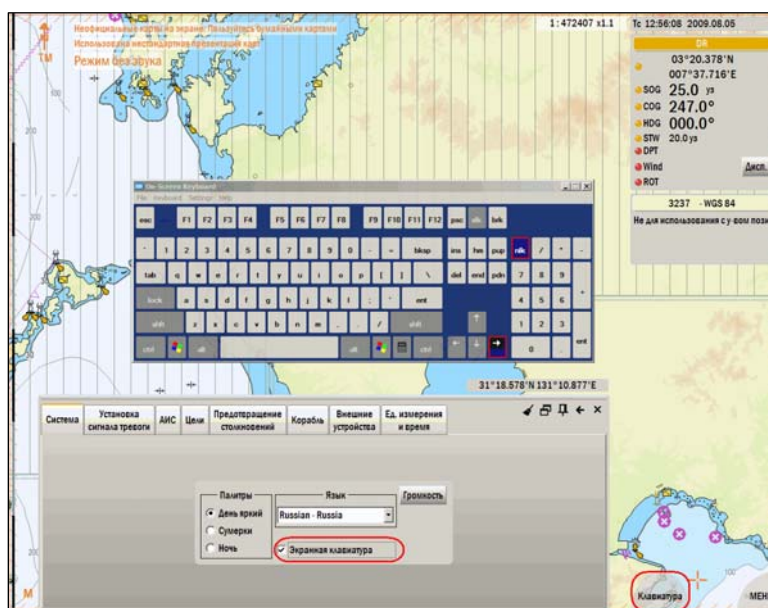 Неофициальные карты на экране. Пользуйтесь бумажными картами
Использована нестандартная презентация карт
TM
Режим без звука
1: 472407 x1.1
Tc 12:56:08 2009.08.05
DR
03°20.378'N
007°37.716'E
SOG 25.0 уз
COG 247.0°
HDG 000.0°
STW 20.0 уз
DPT
Wind
ROT
Дисп.
3237 - WGS 84
Не для использования с у-вом пози
On-Screen Keyboard
File Keyboard Settings Help
esc F1 F2 F3 F4 F5 F6 F7 F8 F9 F10 F11 F12 psc slk brk
` 1 2 3 4 5 6 7 8 9 0 - = bksp ins hm pup nlk / * -
tab q w e r t y u i o p [ ] \ del end pdn 7 8 9 +
lock a s d f g h j k l ; ' ent 4 5 6
shft z x c v b n m , . / shft ↑ 1 2 3 ent
ctrl alt alt ctrl ← ↓ → 0 .
31°18.578'N 131°10.877'E
Система
Установка сигнала тревоги
АИС
Цели
Предотвращение столкновений
Корабль
Внешние устройства
Ед. измерения и время
Палитры
День яркий
Сумерки
Ночь
Язык
Russian - Russia
Экранная клавиатура
Громкость
Клавиатура
МЕН
M
100